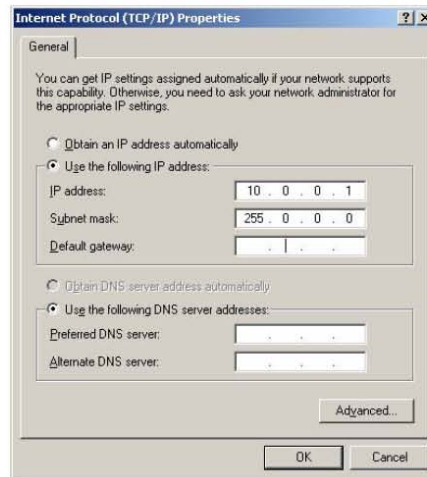 Internet Protocol (TCP/IP) Properties
General
You can get IP settings assigned automatically if your network supports
this capability. Otherwise, you need to ask your network administrator for
the appropriate IP settings.
Obtain an IP address automatically
Use the following IP address:
IP address: 10 . 0 . 0 . 1
Subnet mask: 255 . 0 . 0 . 0
Default gateway: . . .
Obtain DNS server address automatically
Use the following DNS server addresses:
Preferred DNS server: . . .
Alternate DNS server: . . .
Advanced...
OK Cancel